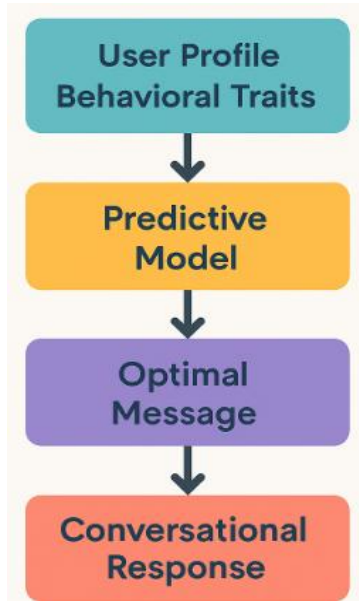 User Profile
Behavioral Traits
Predictive
Model
Optimal
Message
Conversational
Response